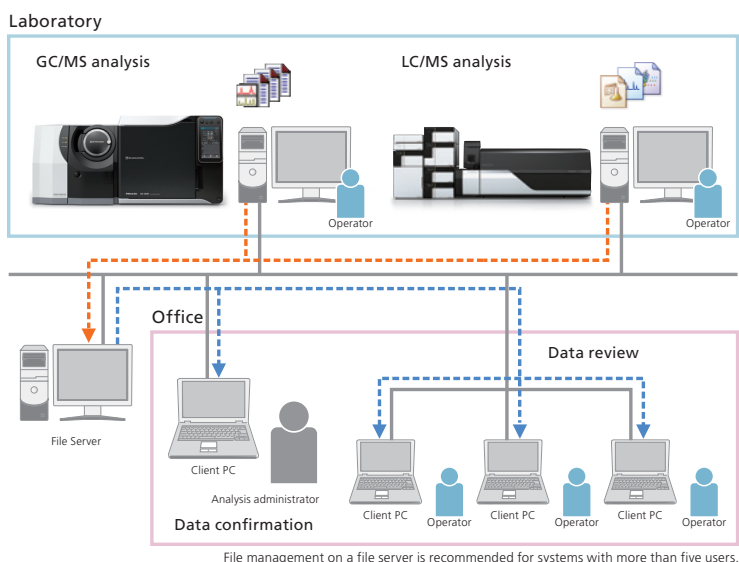 Laboratory
GC/MS analysis
LC/MS analysis
Operator
Operator
Office
Data review
File Server
Client PC
Analysis administrator
Data confirmation
Client PC
Operator
Client PC
Operator
Client PC
Operator
File management on a file server is recommended for systems with more than five users.